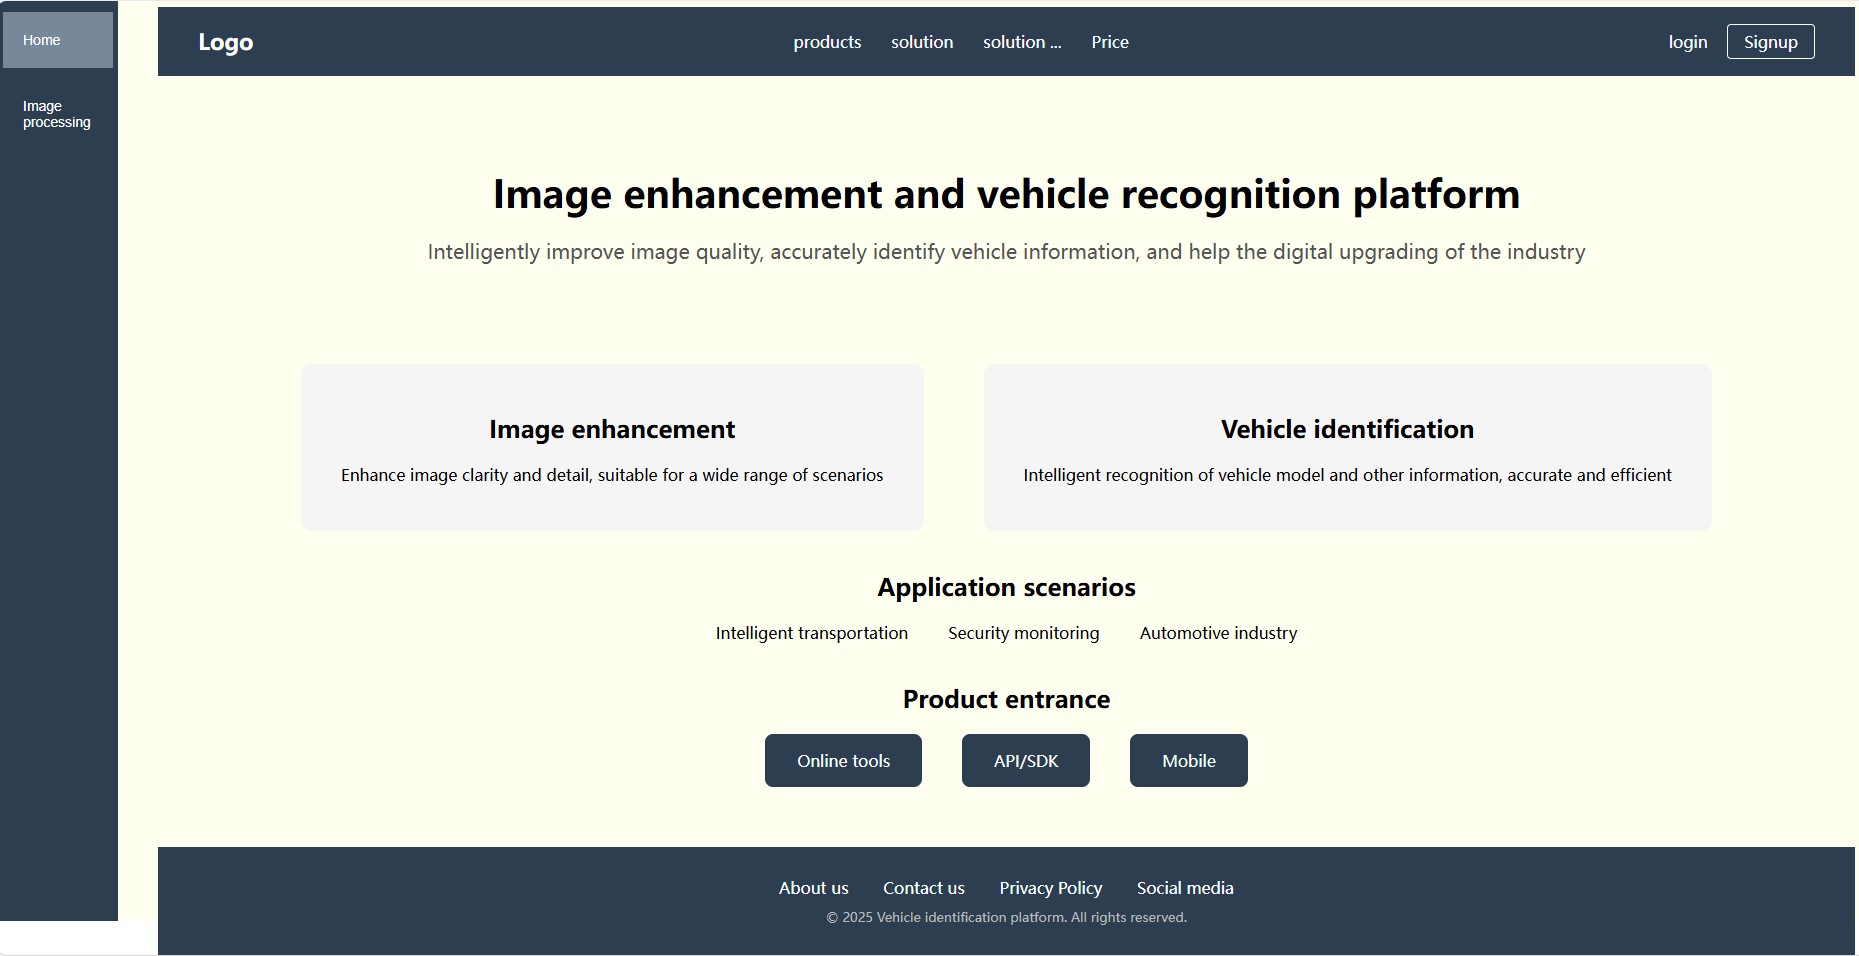 Home
Image
processing
Logo
products solution solution ... Price
login Signup
Image enhancement and vehicle recognition platform
Intelligently improve image quality, accurately identify vehicle information, and help the digital upgrading of the industry
Image enhancement
Enhance image clarity and detail, suitable for a wide range of scenarios
Vehicle identification
Intelligent recognition of vehicle model and other information, accurate and efficient
Application scenarios
Intelligent transportation Security monitoring Automotive industry
Product entrance
Online tools API/SDK Mobile
About us Contact us Privacy Policy Social media
© 2025 Vehicle identification platform. All rights reserved.